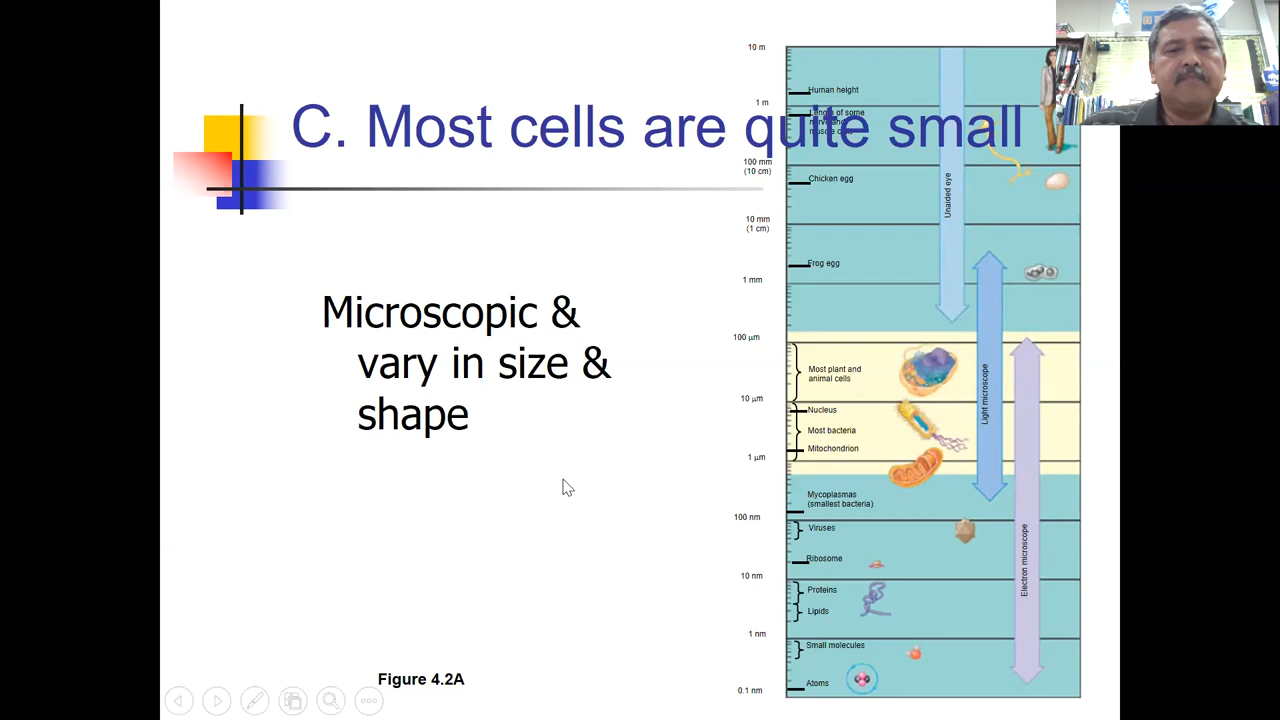 C. Most cells are quite small
Microscopic &
vary in size &
shape
Figure 4.2A
10 m
Human height
1 m
Length of some
nerve and
muscle cells
100 mm
(10 cm)
Chicken egg
Unaided eye
10 mm
(1 cm)
Frog egg
1 mm
100 µm
Most plant and
animal cells
Light microscope
10 µm
Nucleus
Most bacteria
Mitochondrion
1 µm
Mycoplasmas
(smallest bacteria)
100 nm
Viruses
Ribosome
Electron microscope
10 nm
Proteins
Lipids
1 nm
Small molecules
Atoms
0.1 nm